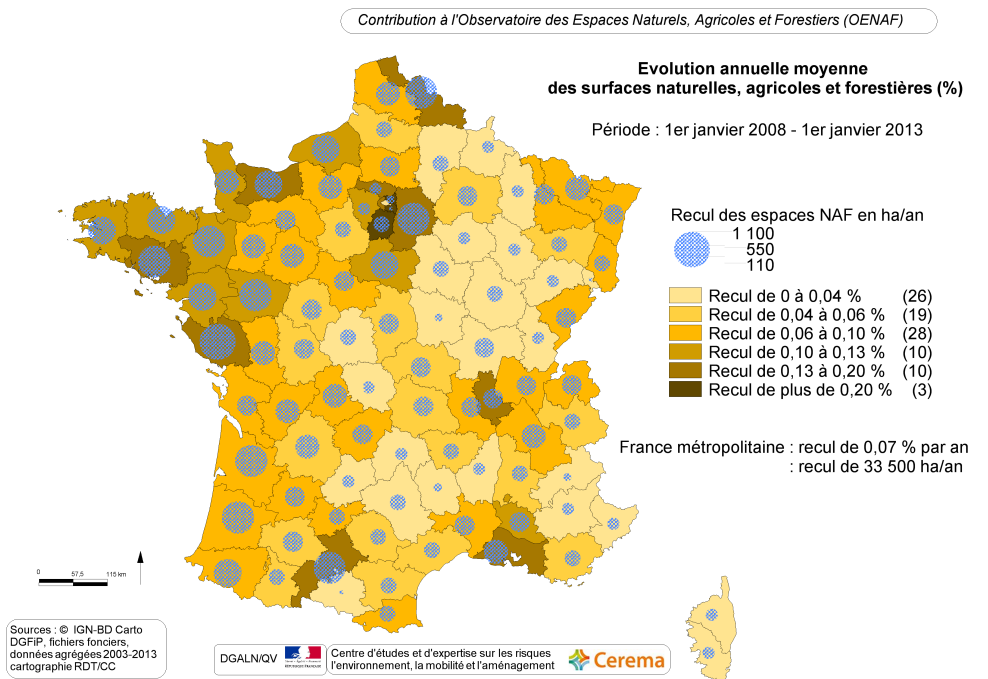 Contribution à l'Observatoire des Espaces Naturels, Agricoles et Forestiers (OENAF)
Evolution annuelle moyenne
des surfaces naturelles, agricoles et forestières (%)
Période : 1er janvier 2008 - 1er janvier 2013
Recul des espaces NAF en ha/an
1 100
550
110
Recul de 0 à 0,04 % (26)
Recul de 0,04 à 0,06 % (19)
Recul de 0,06 à 0,10 % (28)
Recul de 0,10 à 0,13 % (10)
Recul de 0,13 à 0,20 % (10)
Recul de plus de 0,20 % (3)
France métropolitaine : recul de 0,07 % par an
: recul de 33 500 ha/an
0 57,5 115 km
Sources : © IGN-BD Carto
DGFiP, fichiers fonciers,
données agrégées 2003-2013
cartographie RDT/CC
DGALN/QV
RÉPUBLIQUE FRANÇAISE
Centre d'études et d'expertise sur les risques
l'environnement, la mobilité et l'aménagement
Cerema